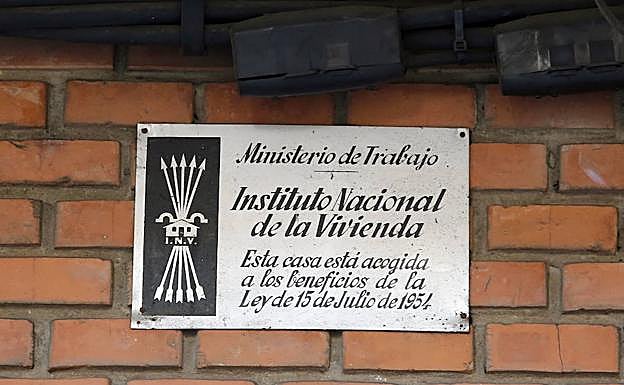 Ministerio de Trabajo
Instituto Nacional
de la Vivienda
Esta casa está acogida
a los beneficios de la
Ley de 15 de Julio de 1954
I.N.V.